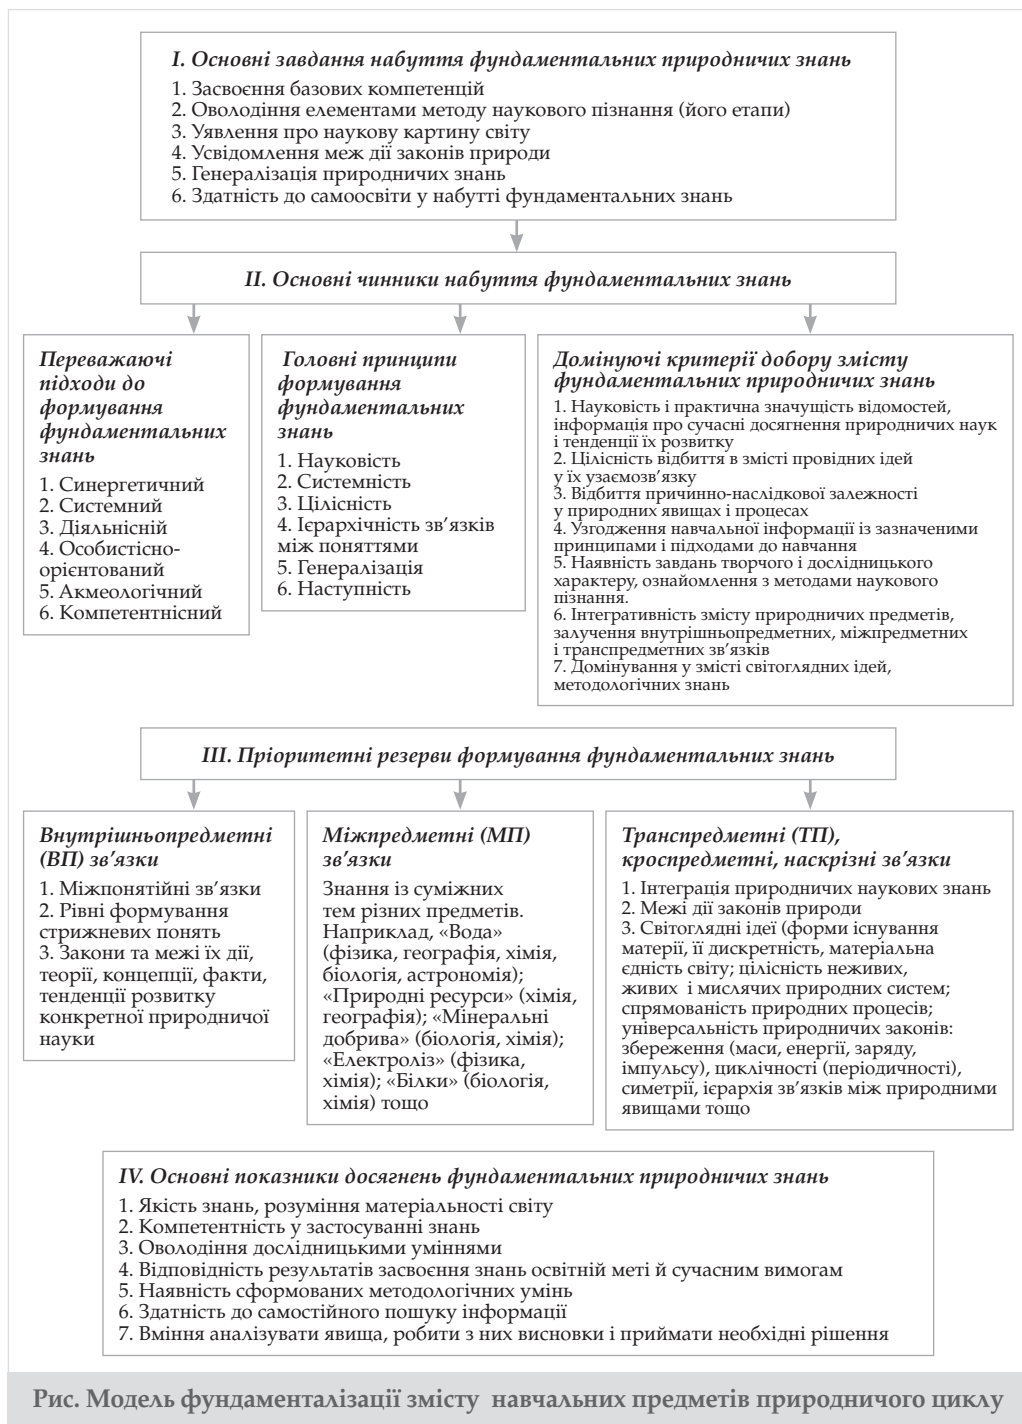 I. Основні завдання набуття фундаментальних природничих знань
1. Засвоєння базових компетенцій
2. Оволодіння елементами методу наукового пізнання (його етапи)
3. Уявлення про наукову картину світу
4. Усвідомлення меж дії законів природи
5. Генералізація природничих знань
6. Здатність до самоосвіти у набутті фундаментальних знань
II. Основні чинники набуття фундаментальних знань
Переважаючі
підходи до
формування
фундаментальних
знань
1. Синергетичний
2. Системний
3. Діяльнісній
4. Особистісно-
орієнтований
5. Акмеологічний
6. Компетентнісний
Головні принципи
формування
фундаментальних
знань
1. Науковість
2. Системність
3. Цілісність
4. Ієрархічність зв’язків
між поняттями
5. Генералізація
6. Наступність
Домінуючі критерії добору змісту
фундаментальних природничих знань
1. Науковість і практична значущість відомостей,
інформація про сучасні досягнення природничих наук
і тенденції їх розвитку
2. Цілісність відбиття в змісті провідних ідей
у їх узаємозв’язку
3. Відбиття причинно-наслідкової залежності
у природних явищах і процесах
4. Узгодження навчальної інформації із зазначеними
принципами і підходами до навчання
5. Наявність завдань творчого і дослідницького
характеру, ознайомлення з методами наукового
пізнання.
6. Інтегративність змісту природничих предметів,
залучення внутрішньопредметних, міжпредметних
і транспредметних зв’язків
7. Домінування у змісті світоглядних ідей,
методологічних знань
III. Пріоритетні резерви формування фундаментальних знань
Внутрішньопредметні
(ВП) зв’язки
1. Міжпонятійні зв’язки
2. Рівні формування
стрижневих понять
3. Закони та межі їх дії,
теорії, концепції, факти,
тенденції розвитку
конкретної природничої
науки
Міжпредметні (МП)
зв’язки
Знання із суміжних
тем різних предметів.
Наприклад, «Вода»
(фізика, географія, хімія,
біологія, астрономія);
«Природні ресурси» (хімія,
географія); «Мінеральні
добрива» (біологія, хімія);
«Електроліз» (фізика,
хімія); «Білки» (біологія,
хімія) тощо
Транспредметні (ТП),
кроспредметні, наскрізні зв’язки
1. Інтеграція природничих наукових знань
2. Межі дії законів природи
3. Світоглядні ідеї (форми існування
матерії, її дискретність, матеріальна
єдність світу; цілісність неживих,
живих і мислячих природних систем;
спрямованість природних процесів;
універсальність природничих законів:
збереження (маси, енергії, заряду,
імпульсу), циклічності (періодичності),
симетрії, ієрархія зв’язків між природними
явищами тощо
IV. Основні показники досягнень фундаментальних природничих знань
1. Якість знань, розуміння матеріальності світу
2. Компетентність у застосуванні знань
3. Оволодіння дослідницькими уміннями
4. Відповідність результатів засвоєння знань освітній меті й сучасним вимогам
5. Наявність сформованих методологічних умінь
6. Здатність до самостійного пошуку інформації
7. Вміння аналізувати явища, робити з них висновки і приймати необхідні рішення
Рис. Модель фундаменталізації змісту навчальних предметів природничого циклу